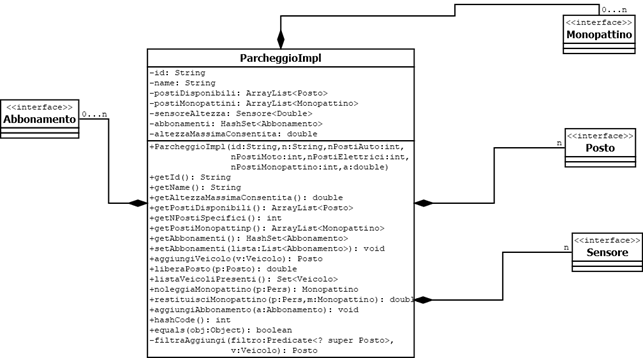 0...n
<<interface>>
Monopattino
ParcheggioImpl
-id: String
-name: String
-postiDisponibili: ArrayList<Posto>
-postiMonopattini: ArrayList<Monopattino>
-sensoreAltezza: Sensore<Double>
-abbonamenti: HashSet<Abbonamento>
-altezzaMassimaConsentita: double
<<interface>>
Abbonamento
0...n
+ParcheggioImpl(id:String,n:String,nPostiAuto:int,
nPostiMoto:int,nPostiElettrici:int,
nPostiMonopattino:int,a:double)
+getId(): String
+getName(): String
+getAltezzaMassimaConsentita(): double
+getPostiDisponibili(): ArrayList<Posto>
+getNPostiSpecifici(): int
+getPostiMonopattinp(): ArrayList<Monopattino>
+getAbbonamenti(): HashSet<Abbonamento>
+setAbbonamenti(lista:List<Abbonamento>): void
+aggiungiVeicolo(v:Veicolo): Posto
+liberaPosto(p:Posto): double
+listaVeicoliPresenti(): Set<Veicolo>
+noleggiaMonopattino(p:Pers): Monopattino
+restituisciMonopattino(p:Pers,m:Monopattino): doubl
+aggiungiAbbonamento(a:Abbonamento): void
+hashCode(): int
+equals(obj:Object): boolean
-filtraAggiungi(filtro:Predicate<? super Posto>,
v:Veicolo): Posto
n
<<interface>>
Posto
n
<<interface>>
Sensore